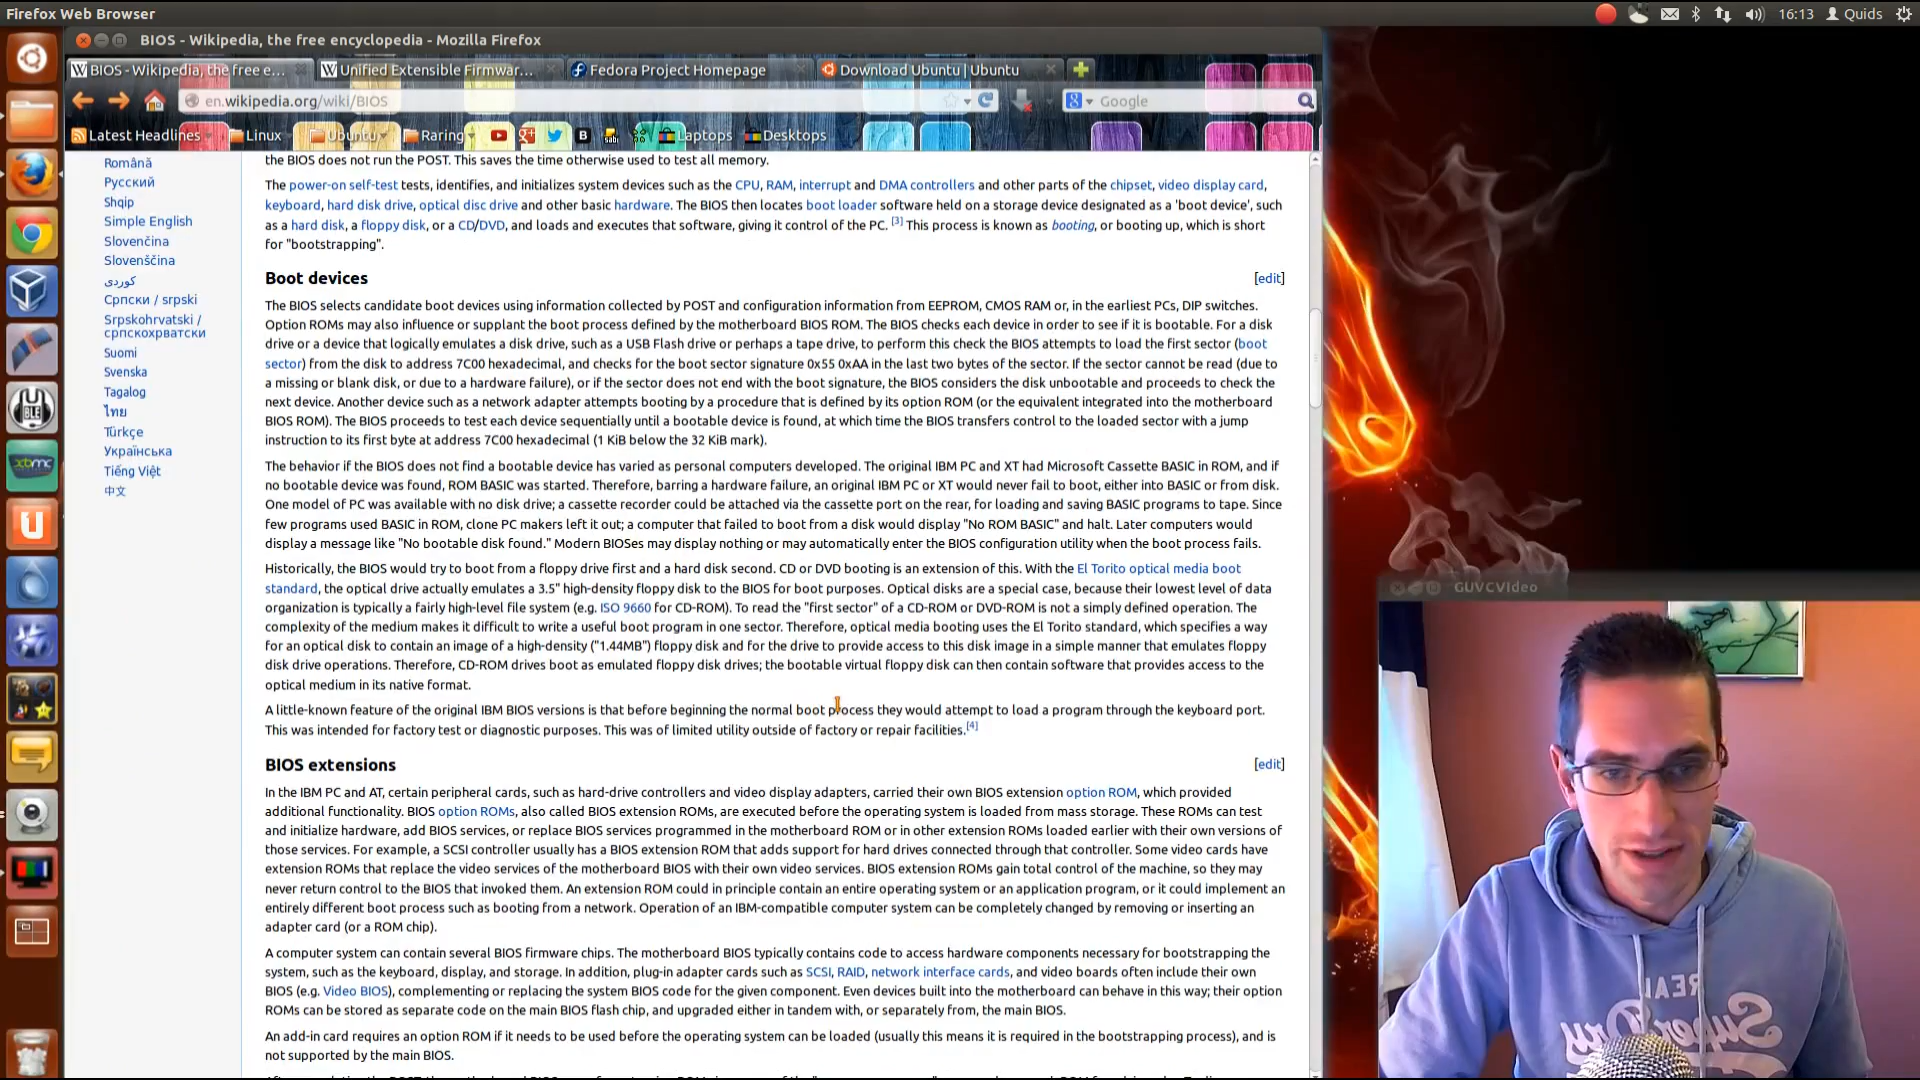 Firefox Web Browser
16:13 Quids
BIOS - Wikipedia, the free encyclopedia - Mozilla Firefox
BIOS - Wikipedia, the free e...
Unified Extensible Firmwar...
Fedora Project Homepage
Download Ubuntu | Ubuntu
en.wikipedia.org/wiki/BIOS
Google
Latest Headlines
Linux
Ubuntu
Raring
Laptops
Desktops
Română
Русский
Shqip
Simple English
Slovenčina
Slovenščina
کوردی
Српски / srpski
Srpskohrvatski /
српскохрватски
Suomi
Svenska
Tagalog
ไทย
Türkçe
Українська
Tiếng Việt
中文
the BIOS does not run the POST. This saves the time otherwise used to test all memory.
The power-on self-test tests, identifies, and initializes system devices such as the CPU, RAM, interrupt and DMA controllers and other parts of the chipset, video display card,
keyboard, hard disk drive, optical disc drive and other basic hardware. The BIOS then locates boot loader software held on a storage device designated as a 'boot device', such
as a hard disk, a floppy disk, or a CD/DVD, and loads and executes that software, giving it control of the PC. [3] This process is known as booting, or booting up, which is short
for "bootstrapping".
Boot devices [edit]
The BIOS selects candidate boot devices using information collected by POST and configuration information from EEPROM, CMOS RAM or, in the earliest PCs, DIP switches.
Option ROMs may also influence or supplant the boot process defined by the motherboard BIOS ROM. The BIOS checks each device in order to see if it is bootable. For a disk
drive or a device that logically emulates a disk drive, such as a USB Flash drive or perhaps a tape drive, to perform this check the BIOS attempts to load the first sector (boot
sector) from the disk to address 7C00 hexadecimal, and checks for the boot sector signature 0x55 0xAA in the last two bytes of the sector. If the sector cannot be read (due to
a missing or blank disk, or due to a hardware failure), or if the sector does not end with the boot signature, the BIOS considers the disk unbootable and proceeds to check the
next device. Another device such as a network adapter attempts booting by a procedure that is defined by its option ROM (or the equivalent integrated into the motherboard
BIOS ROM). The BIOS proceeds to test each device sequentially until a bootable device is found, at which time the BIOS transfers control to the loaded sector with a jump
instruction to its first byte at address 7C00 hexadecimal (1 KiB below the 32 KiB mark).
The behavior if the BIOS does not find a bootable device has varied as personal computers developed. The original IBM PC and XT had Microsoft Cassette BASIC in ROM, and if
no bootable device was found, ROM BASIC was started. Therefore, barring a hardware failure, an original IBM PC or XT would never fail to boot, either into BASIC or from disk.
One model of PC was available with no disk drive; a cassette recorder could be attached via the cassette port on the rear, for loading and saving BASIC programs to tape. Since
few programs used BASIC in ROM, clone PC makers left it out; a computer that failed to boot from a disk would display "No ROM BASIC" and halt. Later computers would
display a message like "No bootable disk found." Modern BIOSes may display nothing or may automatically enter the BIOS configuration utility when the boot process fails.
Historically, the BIOS would try to boot from a floppy drive first and a hard disk second. CD or DVD booting is an extension of this. With the El Torito optical media boot
standard, the optical drive actually emulates a 3.5" high-density floppy disk to the BIOS for boot purposes. Optical disks are a special case, because their lowest level of data
organization is typically a fairly high-level file system (e.g. ISO 9660 for CD-ROM). To read the "first sector" of a CD-ROM or DVD-ROM is not a simply defined operation. The
complexity of the medium makes it difficult to write a useful boot program in one sector. Therefore, optical media booting uses the El Torito standard, which specifies a way
for an optical disk to contain an image of a high-density ("1.44MB") floppy disk and for the drive to provide access to this disk image in a simple manner that emulates floppy
disk drive operations. Therefore, CD-ROM drives boot as emulated floppy disk drives; the bootable virtual floppy disk can then contain software that provides access to the
optical medium in its native format.
A little-known feature of the original IBM BIOS versions is that before beginning the normal boot process they would attempt to load a program through the keyboard port.
This was intended for factory test or diagnostic purposes. This was of limited utility outside of factory or repair facilities.[4]
BIOS extensions [edit]
In the IBM PC and AT, certain peripheral cards, such as hard-drive controllers and video display adapters, carried their own BIOS extension option ROM, which provided
additional functionality. BIOS option ROMs, also called BIOS extension ROMs, are executed before the operating system is loaded from mass storage. These ROMs can test
and initialize hardware, add BIOS services, or replace BIOS services programmed in the motherboard ROM or in other extension ROMs loaded earlier with their own versions of
those services. For example, a SCSI controller usually has a BIOS extension ROM that adds support for hard drives connected through that controller. Some video cards have
extension ROMs that replace the video services of the motherboard BIOS with their own video services. BIOS extension ROMs gain total control of the machine, so they may
never return control to the BIOS that invoked them. An extension ROM could in principle contain an entire operating system or an application program, or it could implement an
entirely different boot process such as booting from a network. Operation of an IBM-compatible computer system can be completely changed by removing or inserting an
adapter card (or a ROM chip).
A computer system can contain several BIOS firmware chips. The motherboard BIOS typically contains code to access hardware components necessary for bootstrapping the
system, such as the keyboard, display, and storage. In addition, plug-in adapter cards such as SCSI, RAID, network interface cards, and video boards often include their own
BIOS (e.g. Video BIOS), complementing or replacing the system BIOS code for the given component. Even devices built into the motherboard can behave in this way; their option
ROMs can be stored as separate code on the main BIOS flash chip, and upgraded either in tandem with, or separately from, the main BIOS.
An add-in card requires an option ROM if it needs to be used before the operating system can be loaded (usually this means it is required in the bootstrapping process), and is
not supported by the main BIOS.
GUVCVideo
REAL
SuperDry